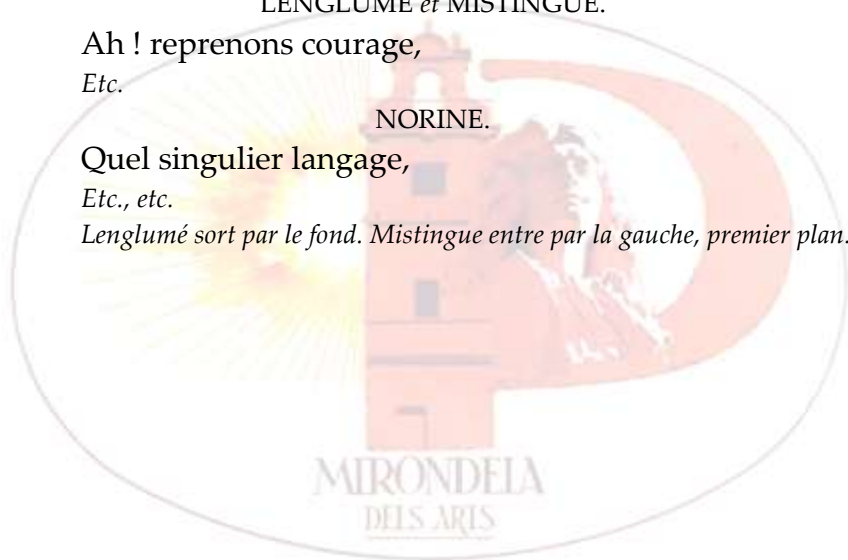 LENGLUMÉ et MISTINGUE.
Ah ! reprenons courage,
Etc.
NORINE.
Quel singulier langage,
Etc., etc.
Lenglumé sort par le fond. Mistingue entre par la gauche, premier plan.
MIRONDELA
DELS ARTS